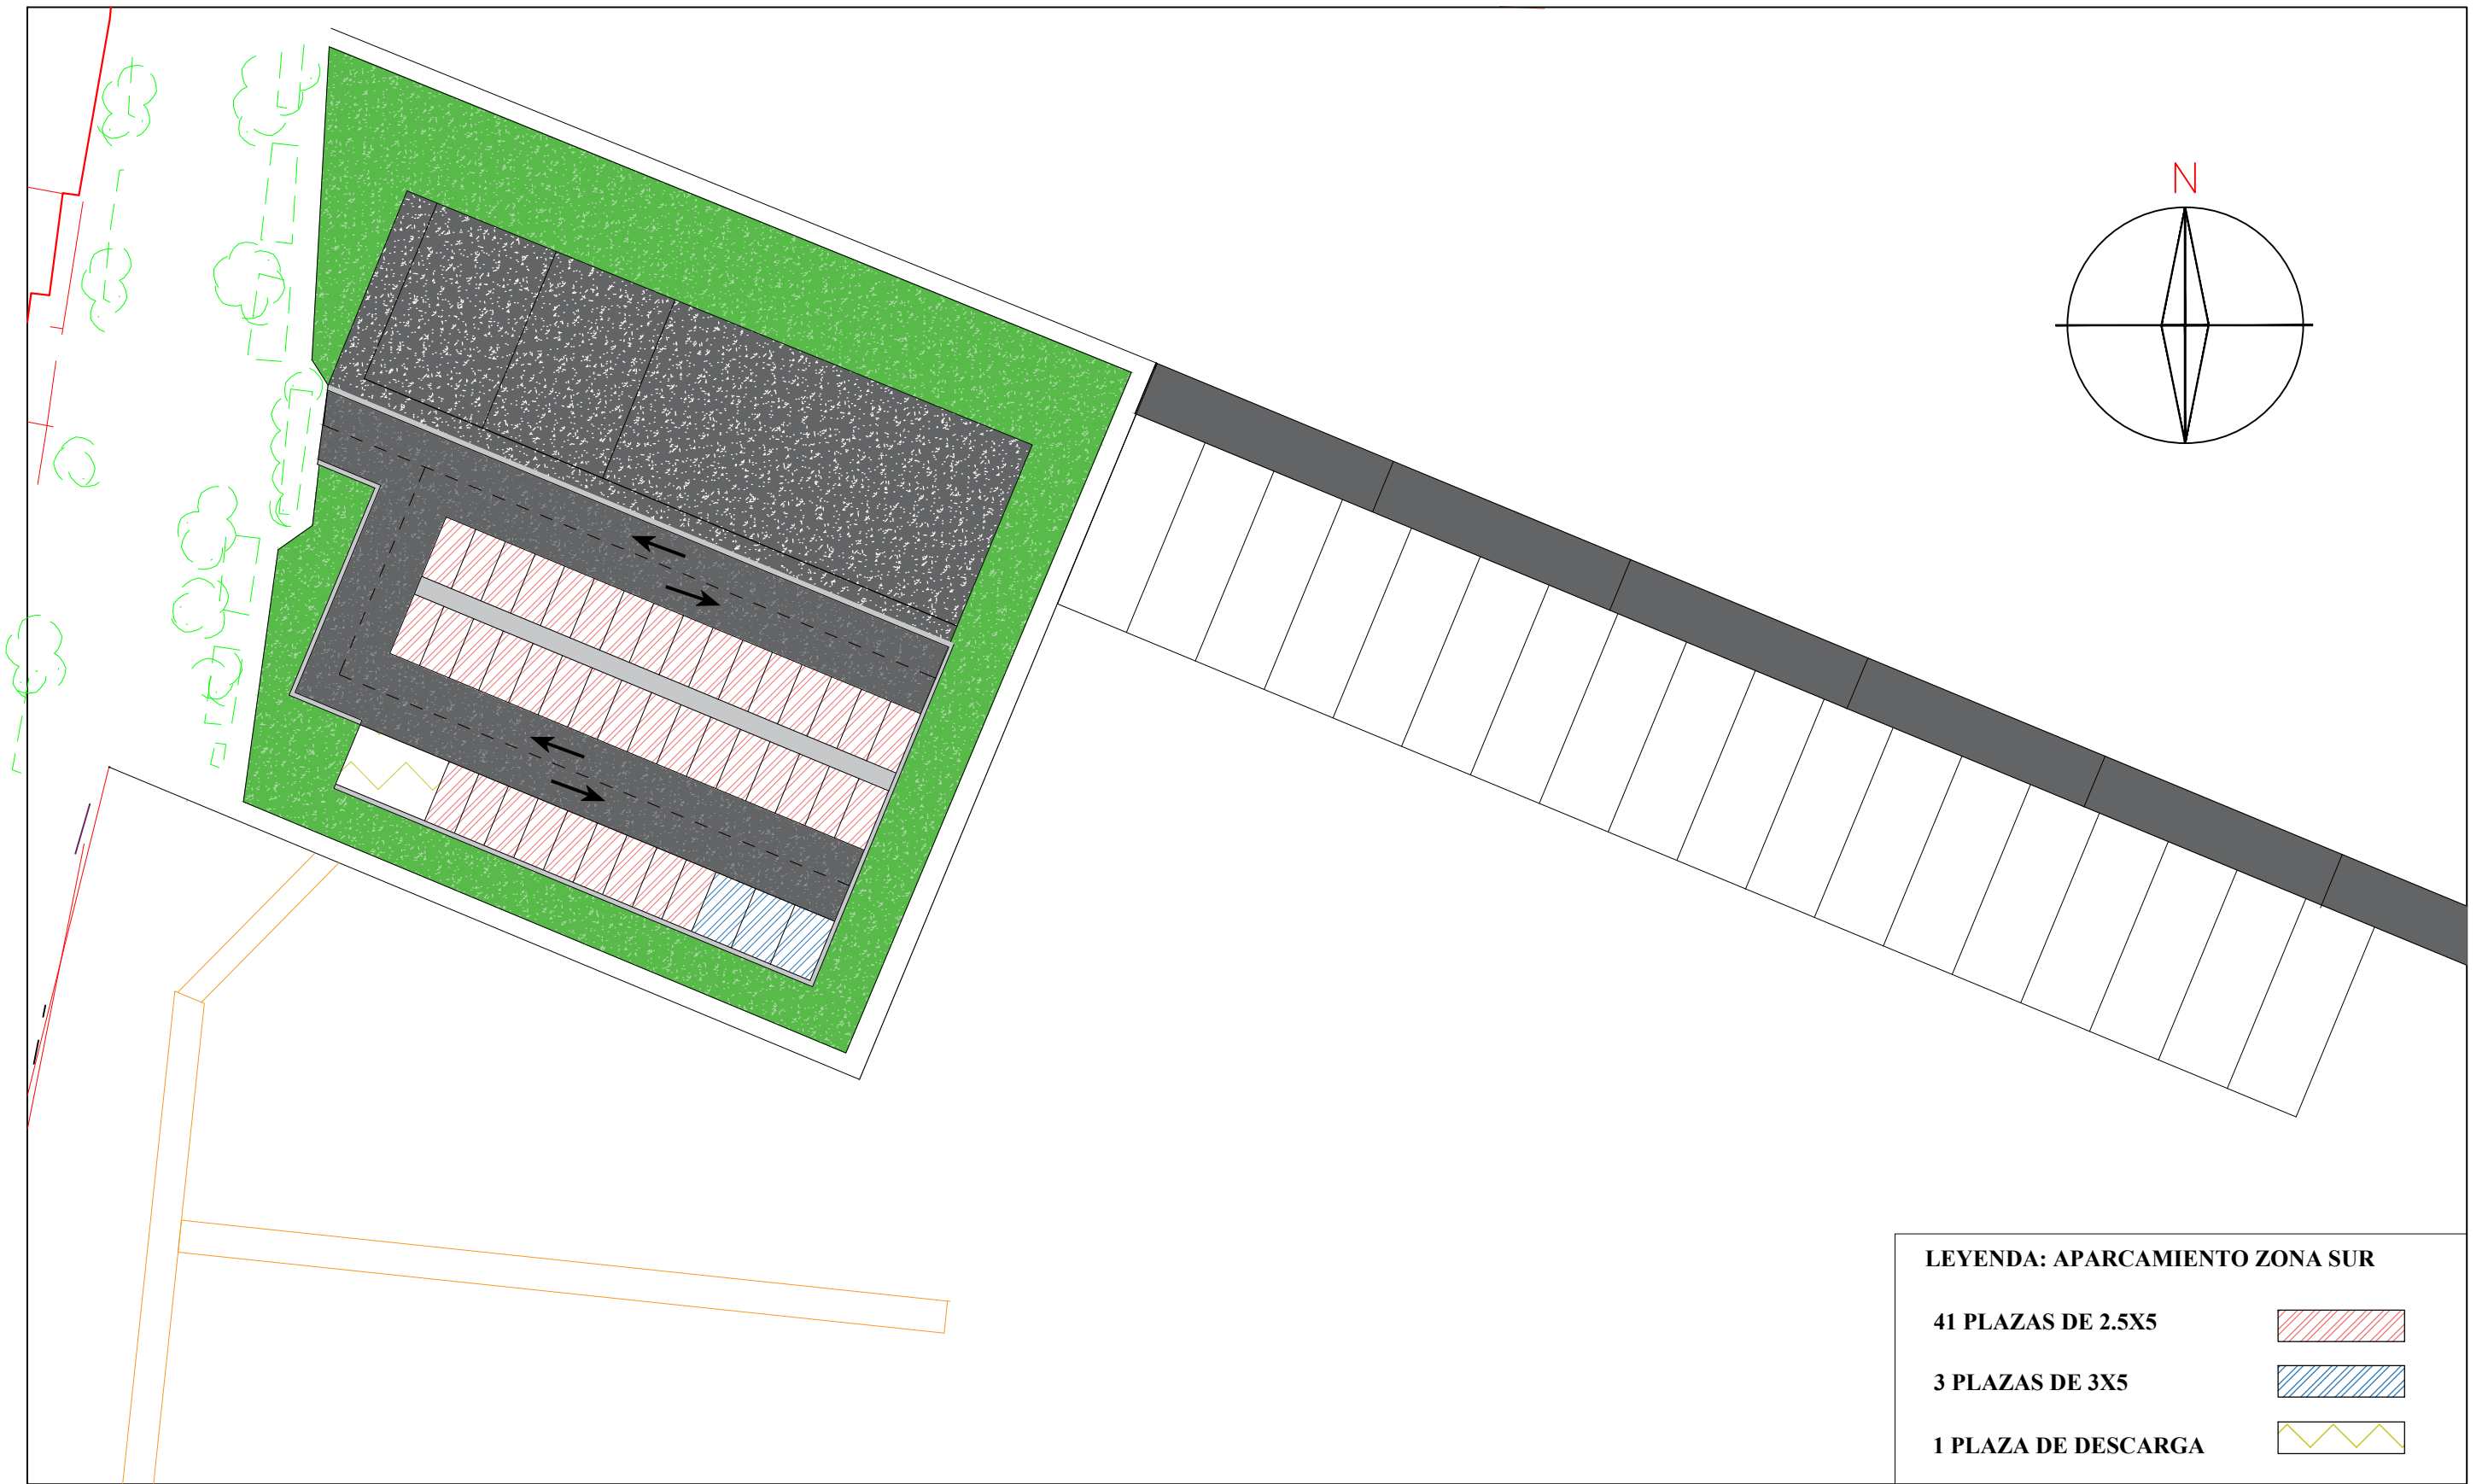 N
LEYENDA: APARCAMIENTO ZONA SUR
41 PLAZAS DE 2.5X5
3 PLAZAS DE 3X5
1 PLAZA DE DESCARGA